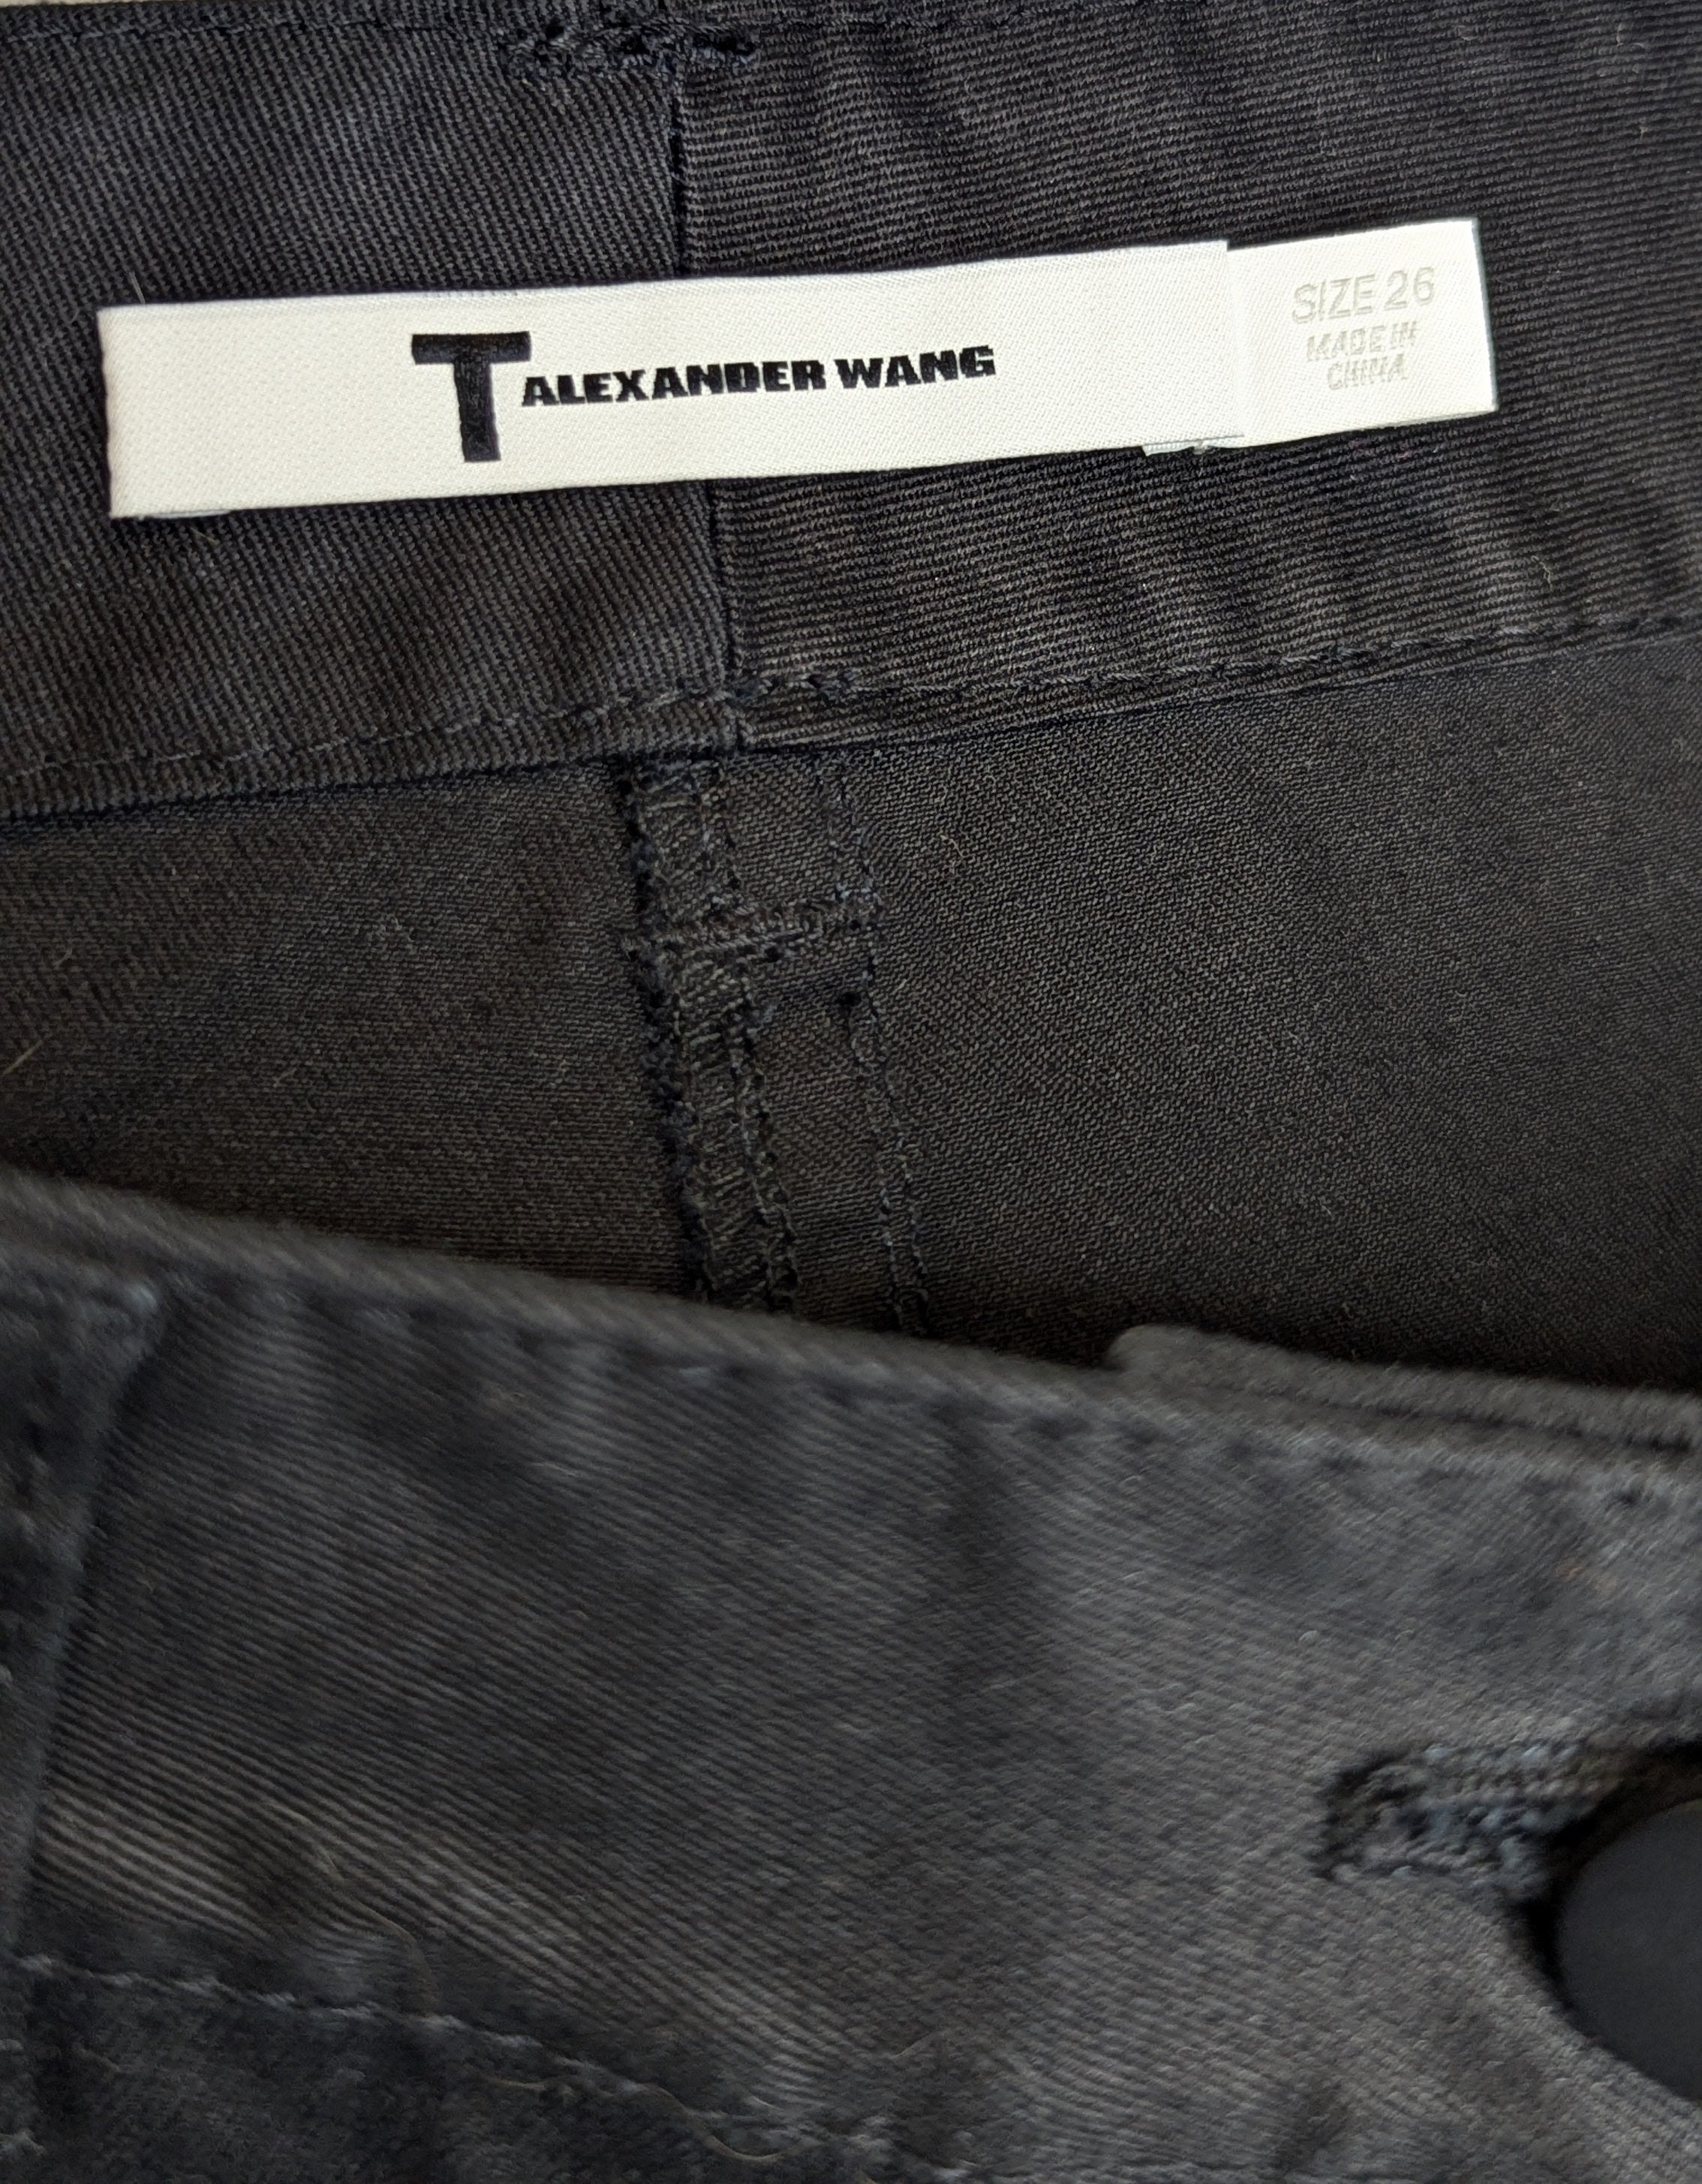 T ALEXANDER WANG
SIZE 26
MADE IN
CHINA